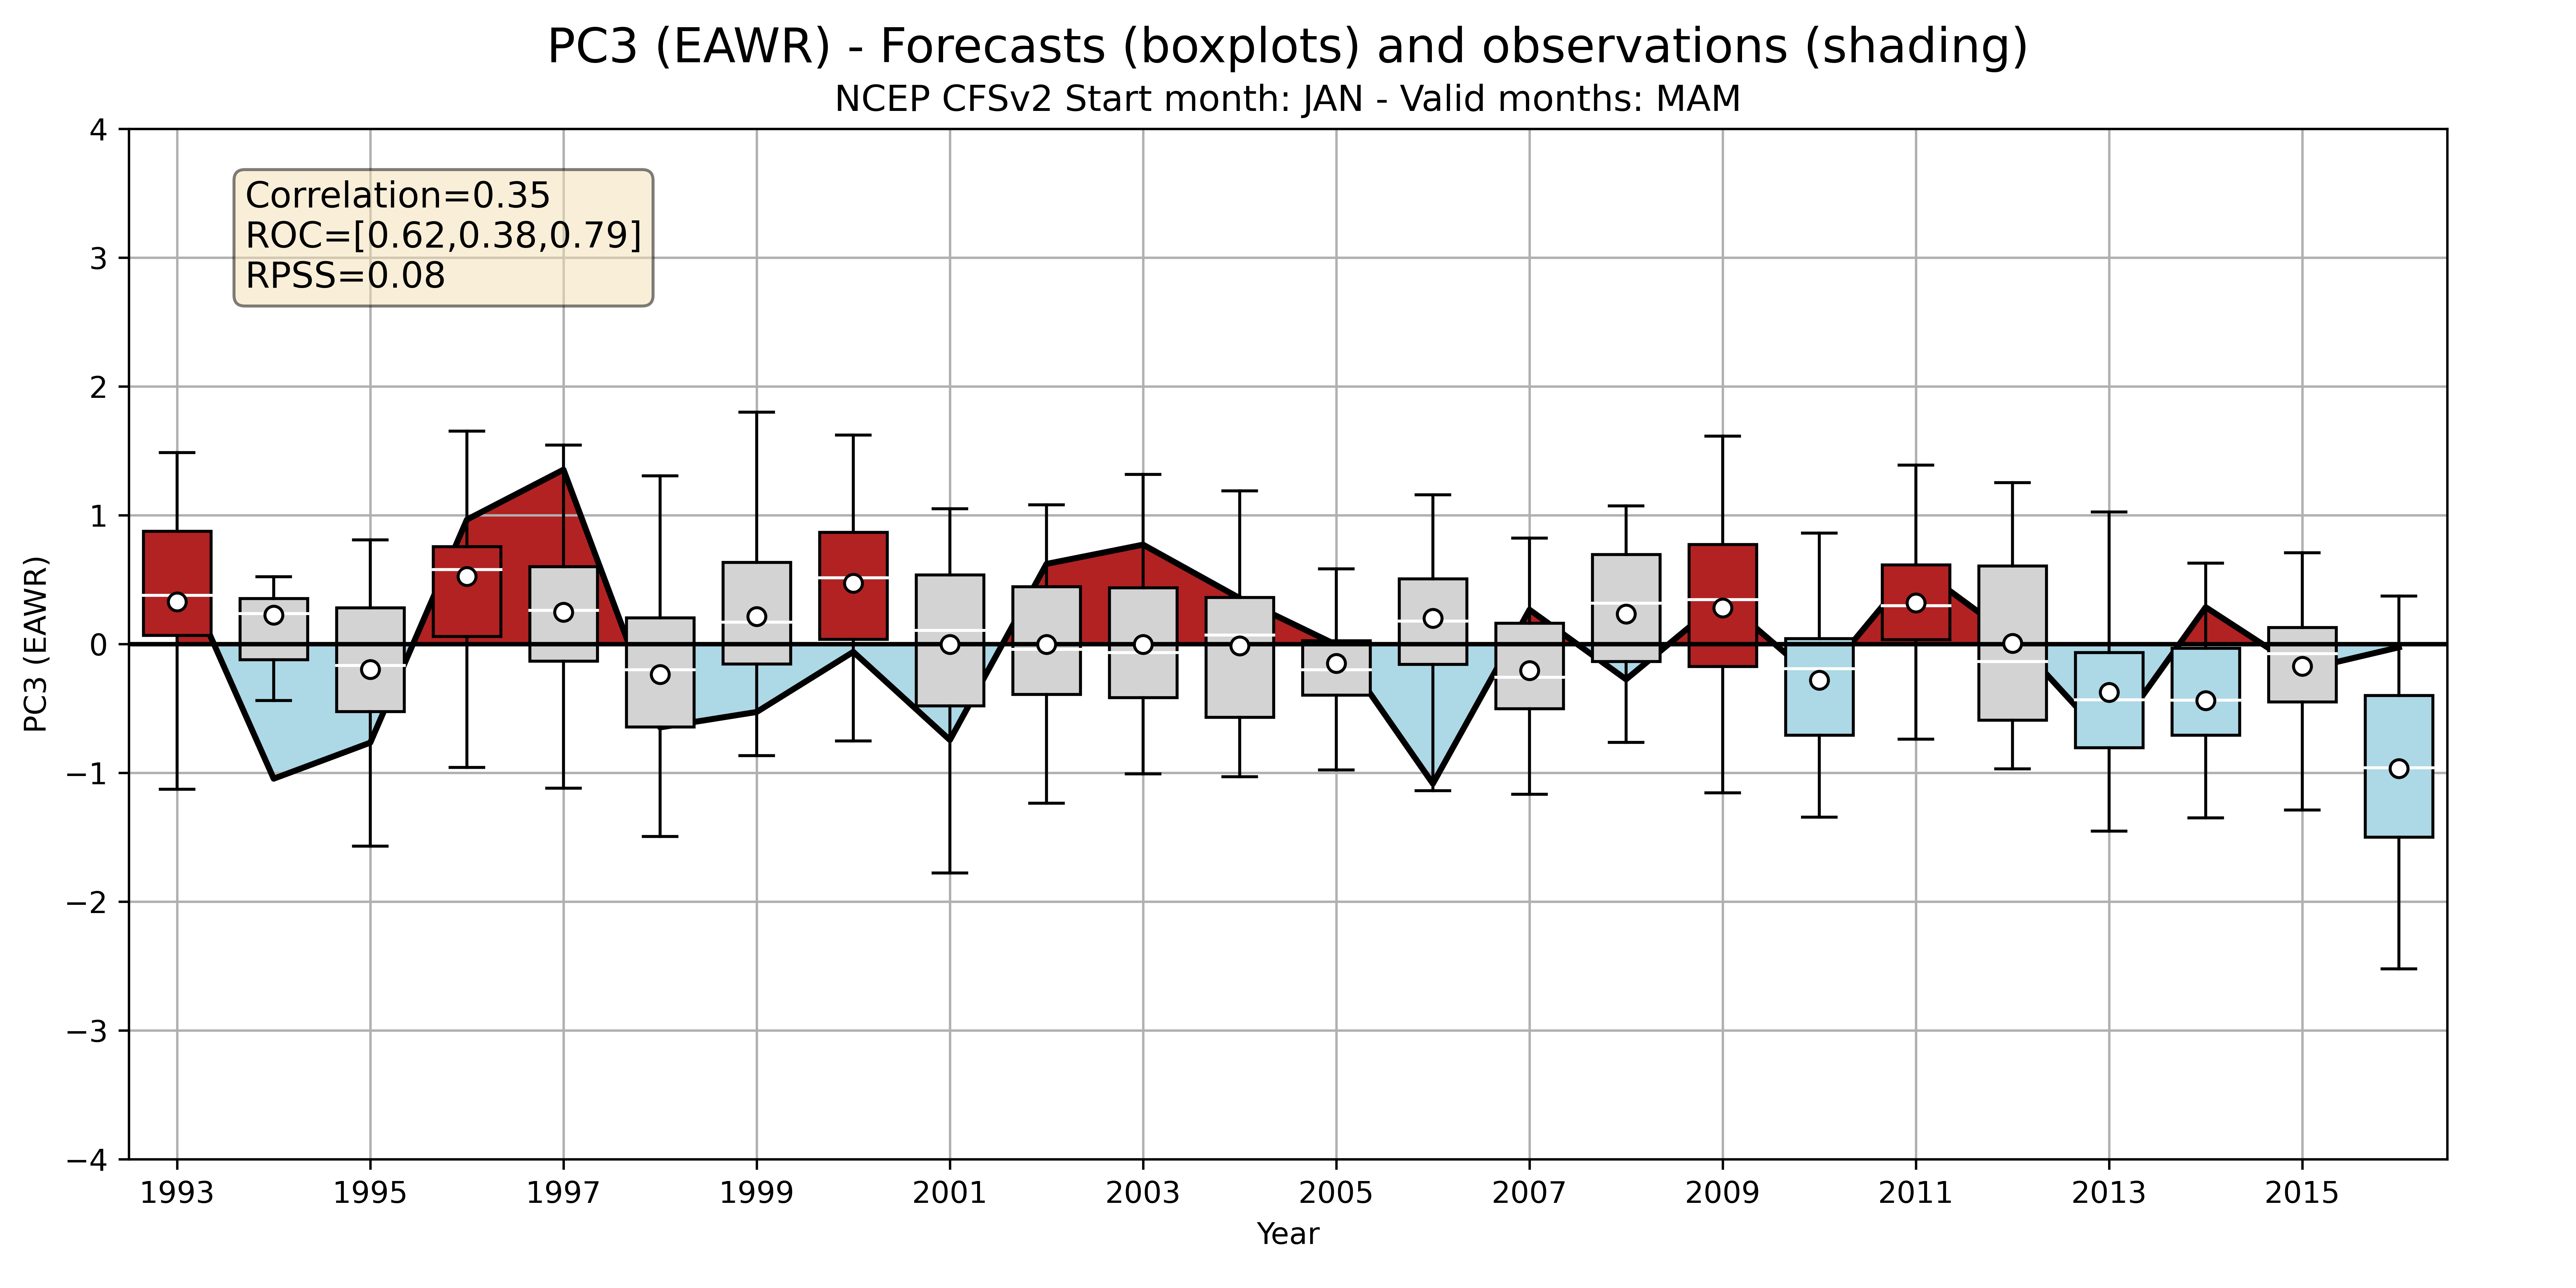 PC3 (EAWR) - Forecasts (boxplots) and observations (shading)
NCEP CFSv2 Start month: JAN - Valid months: MAM
Correlation=0.35
ROC=[0.62,0.38,0.79]
RPSS=0.08
PC3 (EAWR)
4
3
2
1
0
−1
−2
−3
−4
1993 1995 1997 1999 2001 2003 2005 2007 2009 2011 2013 2015
Year